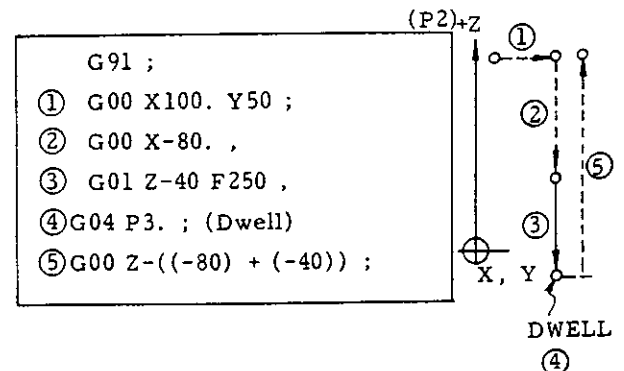 G91 ;
① G00 X100. Y50 ;
② G00 X-80. ,
③ G01 Z-40 F250 ,
④G04 P3. ; (Dwell)
⑤G00 Z-((-80) + (-40)) ;
(P2)+Z
①
②
⑤
③
X, Y
DWELL
④